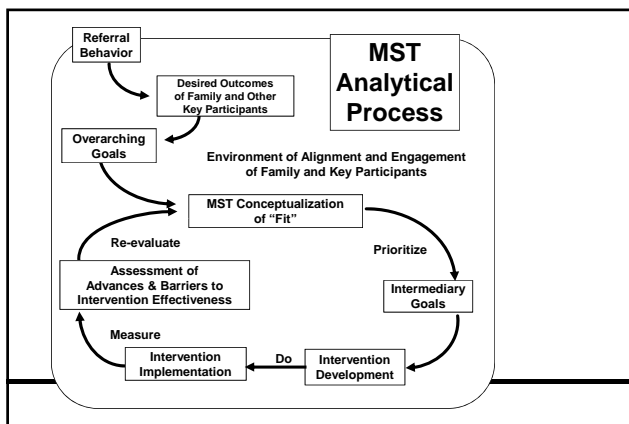 Referral
Behavior
MST
Analytical
Process
Desired Outcomes
of Family and Other
Key Participants
Overarching
Goals
Environment of Alignment and Engagement
of Family and Key Participants
MST Conceptualization
of “Fit”
Re-evaluate
Prioritize
Assessment of
Advances & Barriers to
Intervention Effectiveness
Intermediary
Goals
Measure
Do
Intervention
Implementation
Intervention
Development